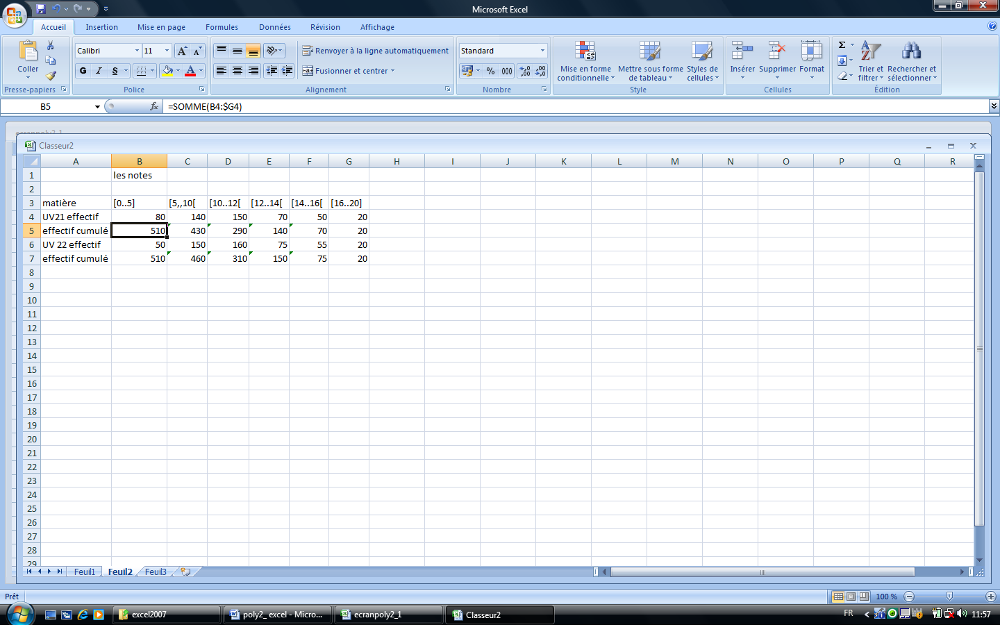 Microsoft Excel
Accueil Insertion Mise en page Formules Données Révision Affichage
Calibri 11 Renvoyer à la ligne automatiquement Standard
Coller G I S A Fusionner et centrer % 000 Mise en forme conditionnelle Mettre sous forme de tableau Styles de cellules Insérer Supprimer Format Σ Trier et filtrer Rechercher et sélectionner
Presse-papiers Police Alignement Nombre Style Cellules Édition
B5 fx =SOMME(B4:$G4)
ecranpoly2_1
Classeur2
A B C D E F G H I J K L M N O P Q R
1 les notes
2
3 matière [0..5] [5,,10[ [10..12[ [12..14[ [14..16[ [16..20]
4 UV21 effectif 80 140 150 70 50 20
5 effectif cumulé 510 430 290 140 70 20
6 UV 22 effectif 50 150 160 75 55 20
7 effectif cumulé 510 460 310 150 75 20
8
9
10
11
12
13
14
15
16
17
18
19
20
21
22
23
24
25
26
27
28
29
Feuil1 Feuil2 Feuil3
Prêt 100 %
excel2007 poly2_ excel - Micro... ecranpoly2_1 Classeur2 FR 11:57